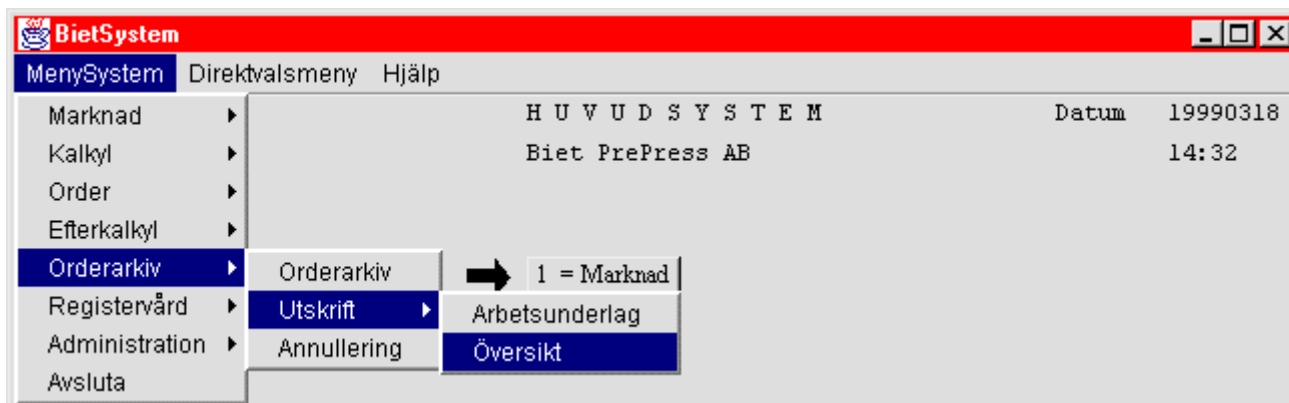 BietSystem
MenySystem Direktvalsmeny Hjälp
Marknad
Kalkyl
Order
Efterkalkyl
Orderarkiv
Registervård
Administration
Avsluta
H U V U D S Y S T E M
Biet PrePress AB
Datum 19990318
14:32
Orderarkiv
Utskrift
Annullering
1 = Marknad
Arbetsunderlag
Översikt